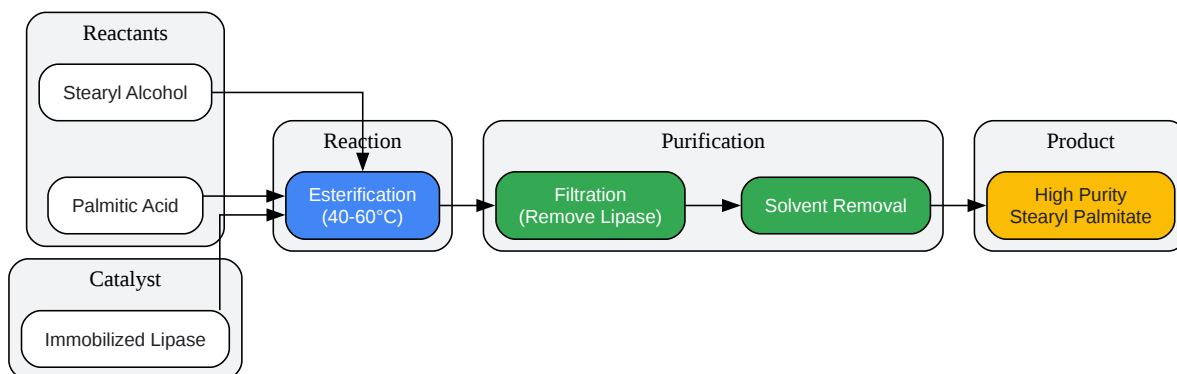 Reactants
Stearyl Alcohol
Palmitic Acid
Catalyst
Immobilized Lipase
Reaction
Esterification
(40-60°C)
Purification
Filtration
(Remove Lipase)
Solvent Removal
Product
High Purity
Stearyl Palmitate